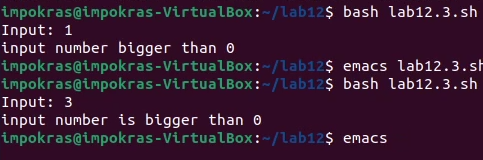 impokras@impokras-VirtualBox:~/lab12$ bash lab12.3.sh
Input: 1
input number bigger than 0
impokras@impokras-VirtualBox:~/lab12$ emacs lab12.3.sh
impokras@impokras-VirtualBox:~/lab12$ bash lab12.3.sh
Input: 3
input number is bigger than 0
impokras@impokras-VirtualBox:~/lab12$ emacs